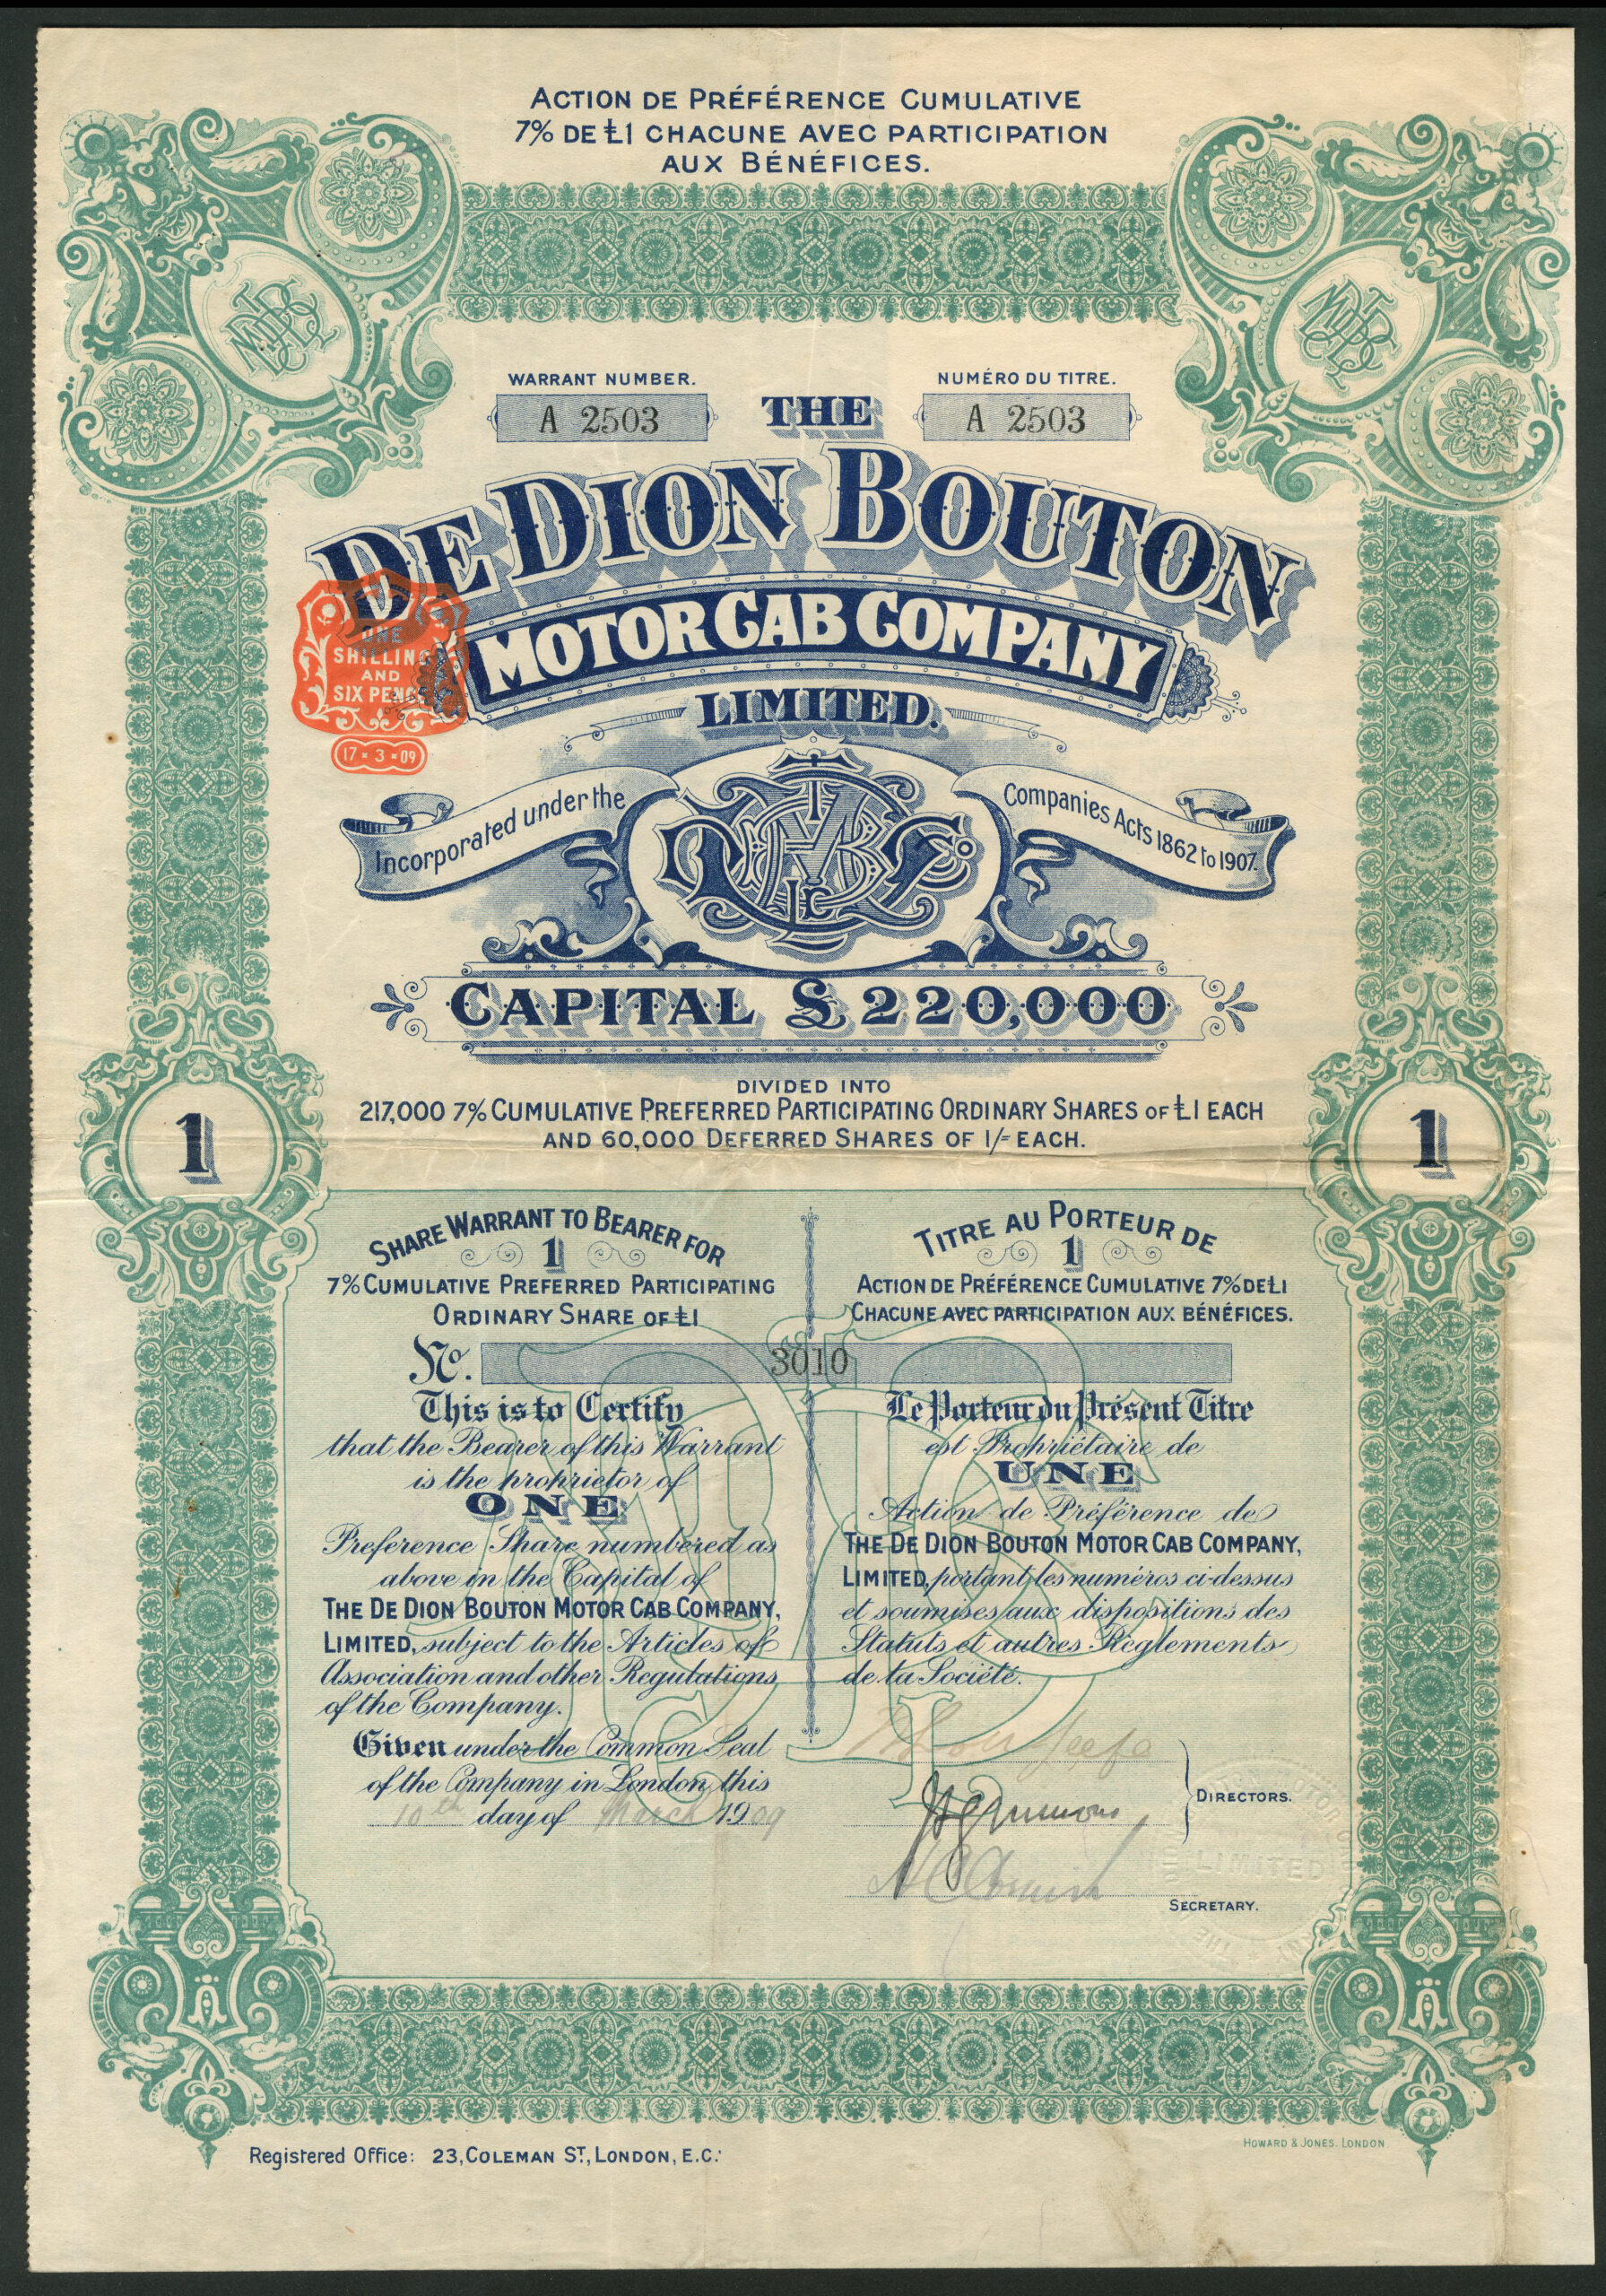 ACTION DE PRÉFÉRENCE CUMULATIVE
7% DE £1 CHACUNE AVEC PARTICIPATION
AUX BÉNÉFICES.
WARRANT NUMBER.
A 2503
NUMÉRO DU TITRE.
A 2503
THE
DE DION BOUTON
MOTOR CAB COMPANY
LIMITED.
ONE
SHILLING
AND
SIX PENCE
17 · 3 · 09
Incorporated under the
Companies Acts 1862 to 1907.
CAPITAL £220,000
DIVIDED INTO
217,000 7% CUMULATIVE PREFERRED PARTICIPATING ORDINARY SHARES OF £1 EACH
AND 60,000 DEFERRED SHARES OF 1/= EACH.
1
1
SHARE WARRANT TO BEARER FOR
1
7% CUMULATIVE PREFERRED PARTICIPATING
ORDINARY SHARE OF £1
TITRE AU PORTEUR DE
1
ACTION DE PRÉFÉRENCE CUMULATIVE 7% DE £1
CHACUNE AVEC PARTICIPATION AUX BÉNÉFICES.
No. 3010
This is to Certify
that the Bearer of this Warrant
is the proprietor of
ONE
Preference Share numbered as
above in the Capital of
THE DE DION BOUTON MOTOR CAB COMPANY,
LIMITED, subject to the Articles of
Association and other Regulations
of the Company.
Given under the Common Seal
of the Company in London, this
10th day of March 1909
Le Porteur du Présent Titre
est Propriétaire de
UNE
Action de Préférence de
THE DE DION BOUTON MOTOR CAB COMPANY,
LIMITED, portant les numéros ci-dessus
et soumises aux dispositions des
Statuts et autres Réglements
de la Société.
DIRECTORS.
LIMITED
SECRETARY.
Registered Office: 23, COLEMAN ST., LONDON, E.C.
HOWARD & JONES. LONDON